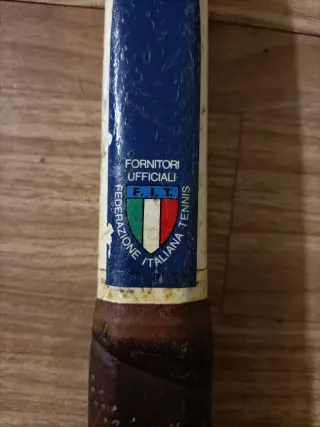 FORNITORI
UFFICIALI
F.I.T.
FEDERAZIONE ITALIANA TENNIS